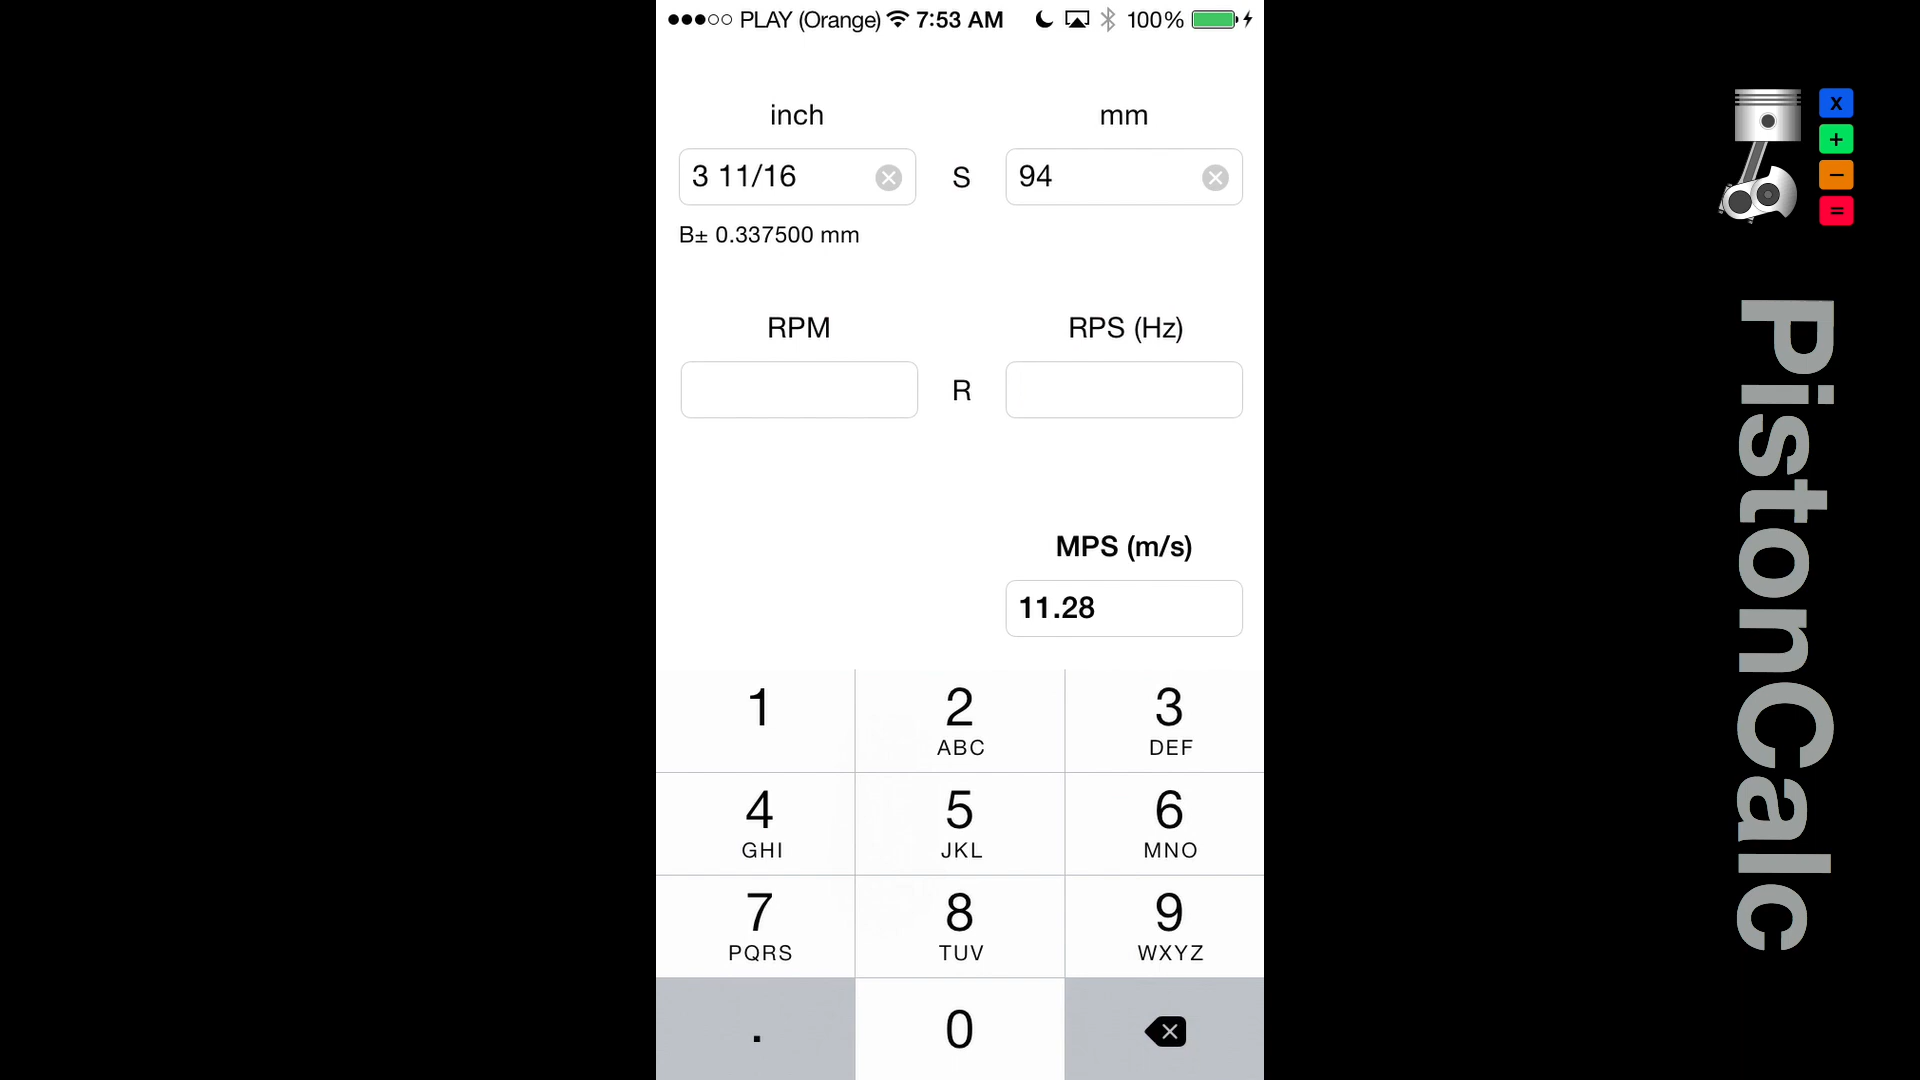 PLAY (Orange) 7:53 AM 100%
inch mm
3 11/16 S 94
B± 0.337500 mm
RPM RPS (Hz)
R
MPS (m/s)
11.28
1 2 3
ABC DEF
4 5 6
GHI JKL MNO
7 8 9
PQRS TUV WXYZ
. 0
x
+
−
=
PistonCalc